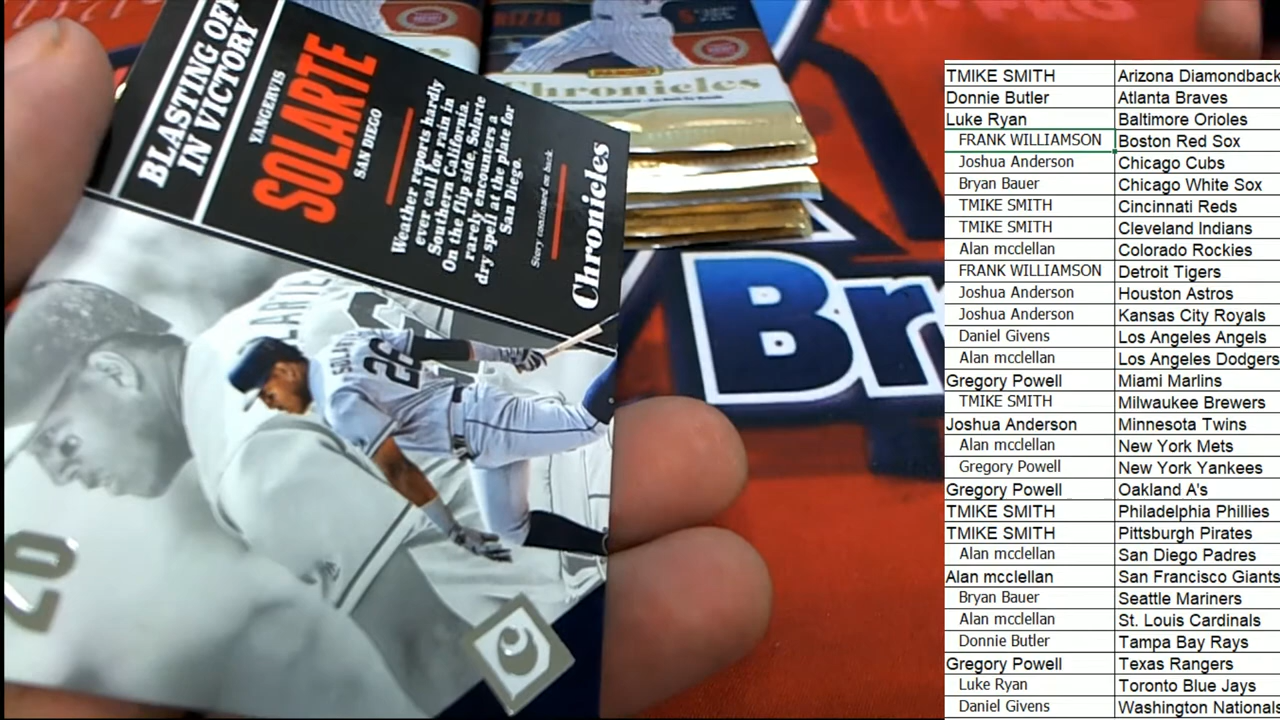 BLASTING OFF
IN VICTORY
YANGERVIS
SOLARTE
SAN DIEGO
Weather reports hardly
ever call for rain in
Southern California.
On the flip side, Solarte
rarely encounters a
dry spell at the plate for
San Diego.
Story continued on back.
Chronicles
SOLARTE
26
26
RIZZO
5
PANINI
Chronicles
Br
TMIKE SMITH Arizona Diamondback
Donnie Butler Atlanta Braves
Luke Ryan Baltimore Orioles
FRANK WILLIAMSON Boston Red Sox
Joshua Anderson Chicago Cubs
Bryan Bauer Chicago White Sox
TMIKE SMITH Cincinnati Reds
TMIKE SMITH Cleveland Indians
Alan mcclellan Colorado Rockies
FRANK WILLIAMSON Detroit Tigers
Joshua Anderson Houston Astros
Joshua Anderson Kansas City Royals
Daniel Givens Los Angeles Angels
Alan mcclellan Los Angeles Dodgers
Gregory Powell Miami Marlins
TMIKE SMITH Milwaukee Brewers
Joshua Anderson Minnesota Twins
Alan mcclellan New York Mets
Gregory Powell New York Yankees
Gregory Powell Oakland A's
TMIKE SMITH Philadelphia Phillies
TMIKE SMITH Pittsburgh Pirates
Alan mcclellan San Diego Padres
Alan mcclellan San Francisco Giants
Bryan Bauer Seattle Mariners
Alan mcclellan St. Louis Cardinals
Donnie Butler Tampa Bay Rays
Gregory Powell Texas Rangers
Luke Ryan Toronto Blue Jays
Daniel Givens Washington Nationals